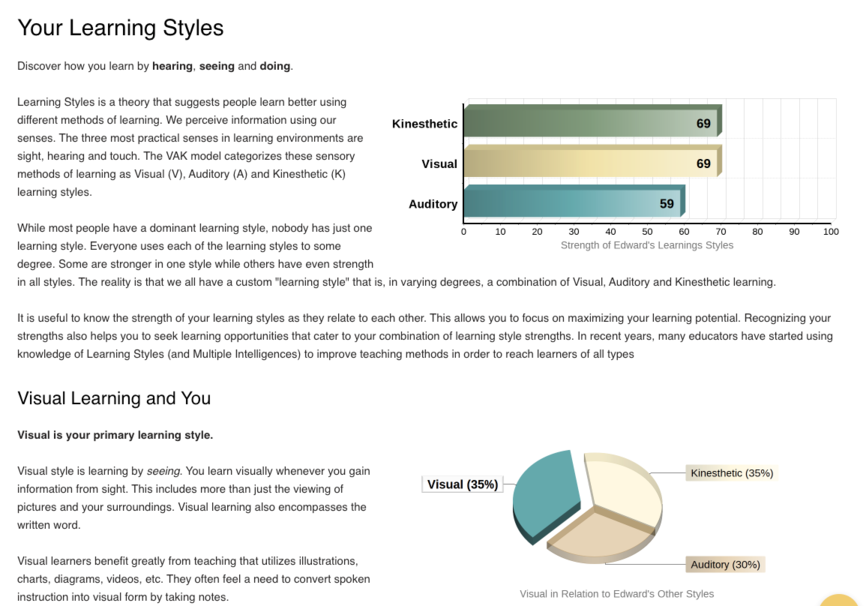 Your Learning Styles
Discover how you learn by hearing, seeing and doing.
Learning Styles is a theory that suggests people learn better using
different methods of learning. We perceive information using our
senses. The three most practical senses in learning environments are
sight, hearing and touch. The VAK model categorizes these sensory
methods of learning as Visual (V), Auditory (A) and Kinesthetic (K)
learning styles.
While most people have a dominant learning style, nobody has just one
learning style. Everyone uses each of the learning styles to some
degree. Some are stronger in one style while others have even strength
in all styles. The reality is that we all have a custom "learning style" that is, in varying degrees, a combination of Visual, Auditory and Kinesthetic learning.
Kinesthetic 69
Visual 69
Auditory 59
0 10 20 30 40 50 60 70 80 90 100
Strength of Edward's Learnings Styles
It is useful to know the strength of your learning styles as they relate to each other. This allows you to focus on maximizing your learning potential. Recognizing your
strengths also helps you to seek learning opportunities that cater to your combination of learning style strengths. In recent years, many educators have started using
knowledge of Learning Styles (and Multiple Intelligences) to improve teaching methods in order to reach learners of all types
Visual Learning and You
Visual is your primary learning style.
Visual style is learning by seeing. You learn visually whenever you gain
information from sight. This includes more than just the viewing of
pictures and your surroundings. Visual learning also encompasses the
written word.
Visual learners benefit greatly from teaching that utilizes illustrations,
charts, diagrams, videos, etc. They often feel a need to convert spoken
instruction into visual form by taking notes.
Visual (35%)
Kinesthetic (35%)
Auditory (30%)
Visual in Relation to Edward's Other Styles